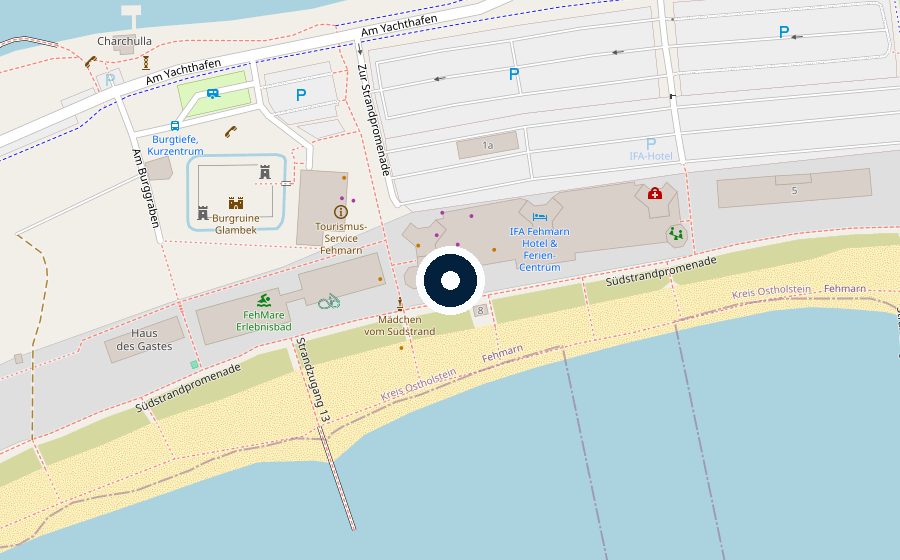 Charchulla
Am Yachthafen
P
Am Yachthafen
P
P
P
Zur Strandpromenade
Burgtiefe,
Kurzentrum
Am Burggraben
1a
P
IFA-Hotel
5
Burgruine
Glambek
Tourismus-
Service
Fehmarn
IFA Fehmarn
Hotel &
Ferien-
Centrum
Südstrandpromenade
FehMare
Erlebnisbad
Mädchen
vom Südstrand
8
Haus
des Gastes
Südstrandpromenade
Strandzugang 13
Kreis Ostholstein
Fehmarn
Kreis Ostholstein
Fehmarn